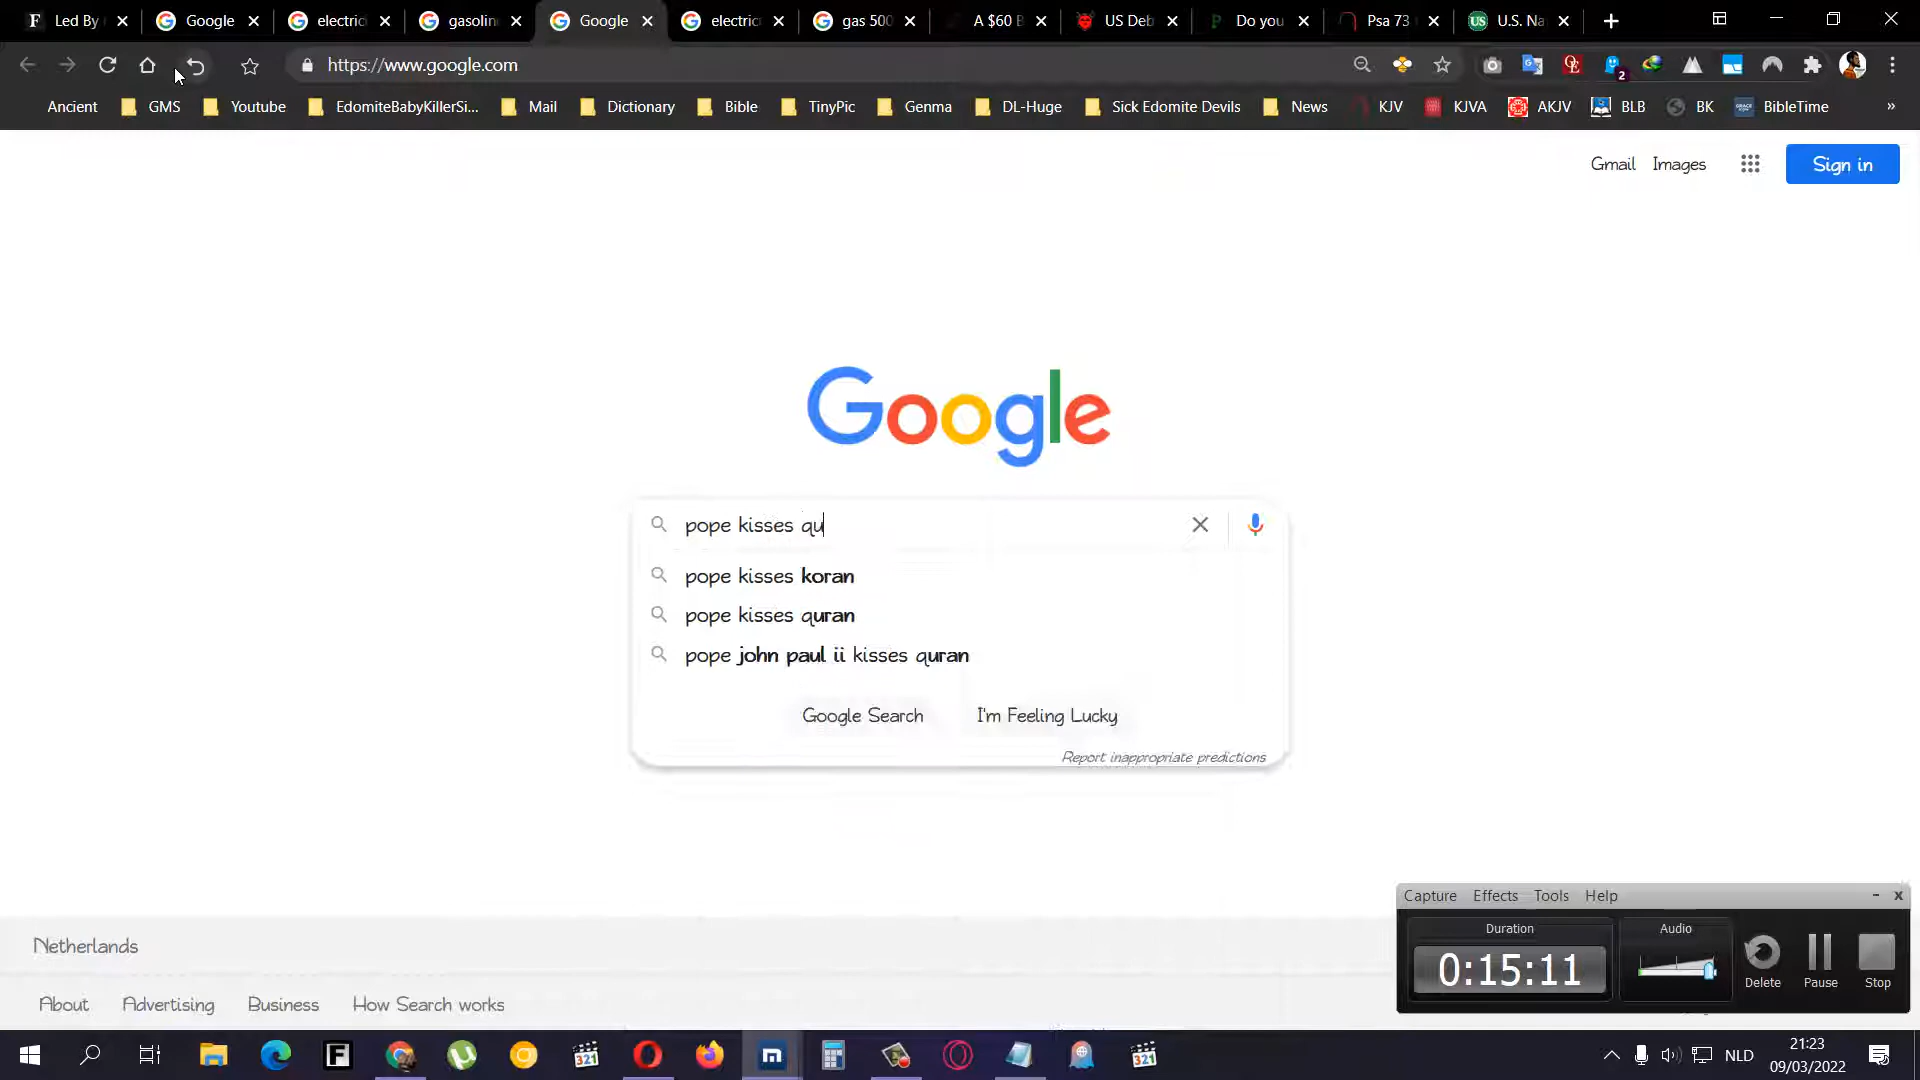 Led By
Google
electric
gasolin
Google
electric
gas 500
A $60 B
US Deb
Do you
Psa 73
U.S. Na
https://www.google.com
2
Ancient
GMS
Youtube
EdomiteBabyKillerSi...
Mail
Dictionary
Bible
TinyPic
Genma
DL-Huge
Sick Edomite Devils
News
KJV
KJVA
AKJV
BLB
BK
BibleTime
»
Gmail Images
Sign in
Google
pope kisses qu
pope kisses koran
pope kisses quran
pope john paul ii kisses quran
Google Search
I'm Feeling Lucky
Report inappropriate predictions
Capture Effects Tools Help
Duration
Audio
0:15:11
Delete
Pause
Stop
Netherlands
About Advertising Business How Search works
NLD
21:23
09/03/2022